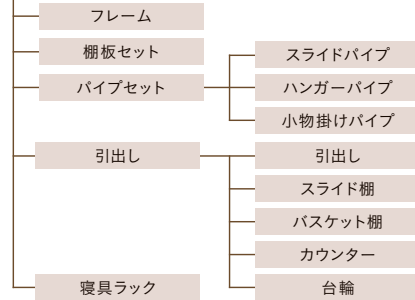 フレーム
棚板セット
パイプセット
スライドパイプ
ハンガーパイプ
小物掛けパイプ
引出し
引出し
スライド棚
バスケット棚
カウンター
台輪
寝具ラック